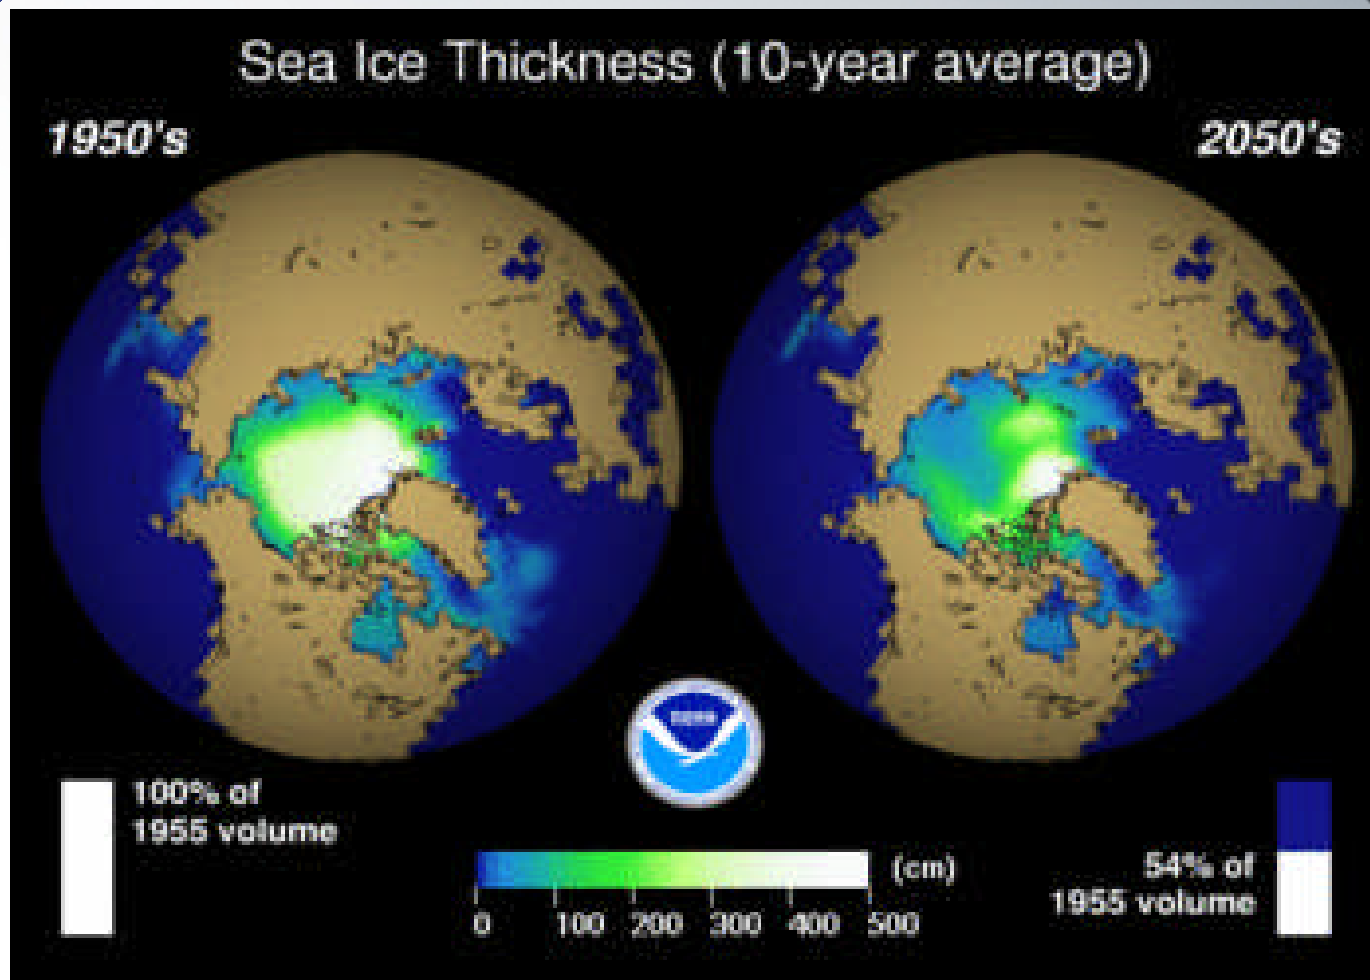 Sea Ice Thickness (10-year average)
1950's
2050's
100% of
1955 volume
(cm)
0 100 200 300 400 500
54% of
1955 volume